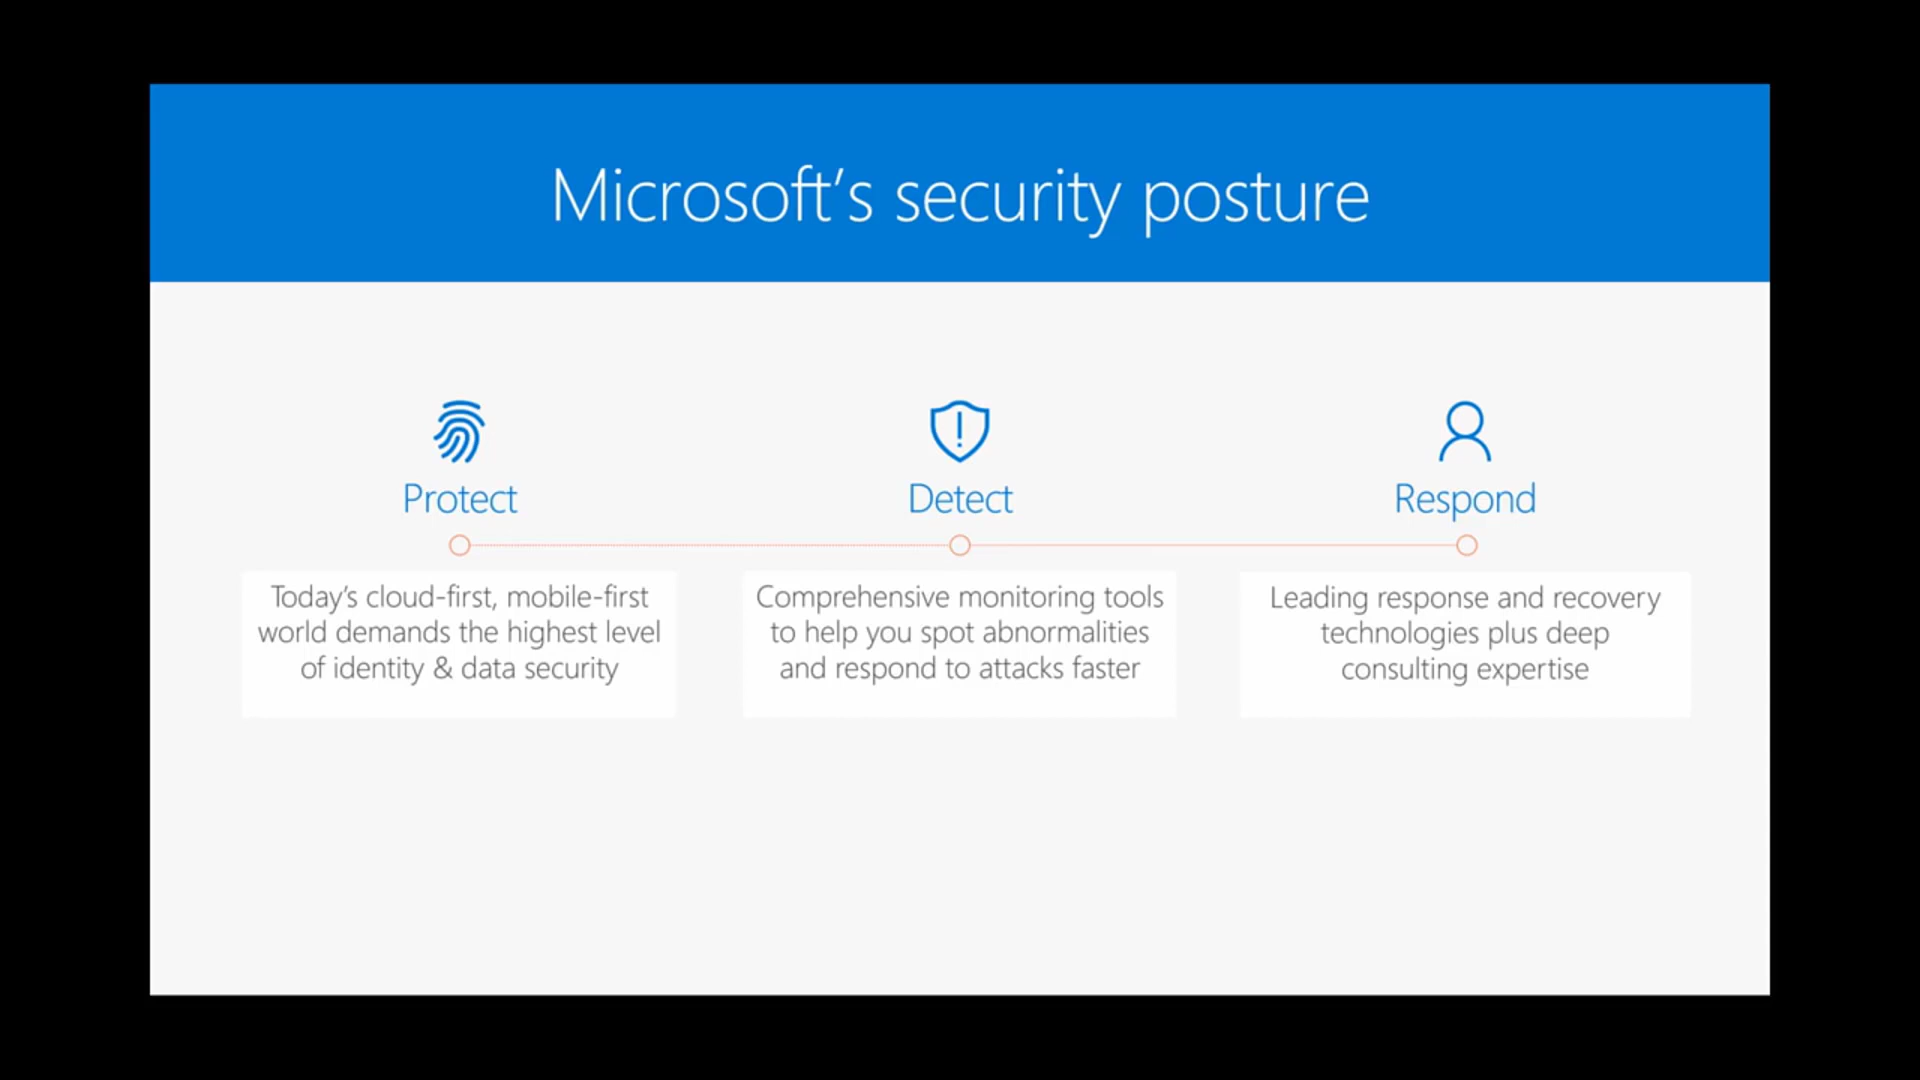 Microsoft’s security posture
Protect
Detect
Respond
Today’s cloud-first, mobile-first
world demands the highest level
of identity & data security
Comprehensive monitoring tools
to help you spot abnormalities
and respond to attacks faster
Leading response and recovery
technologies plus deep
consulting expertise